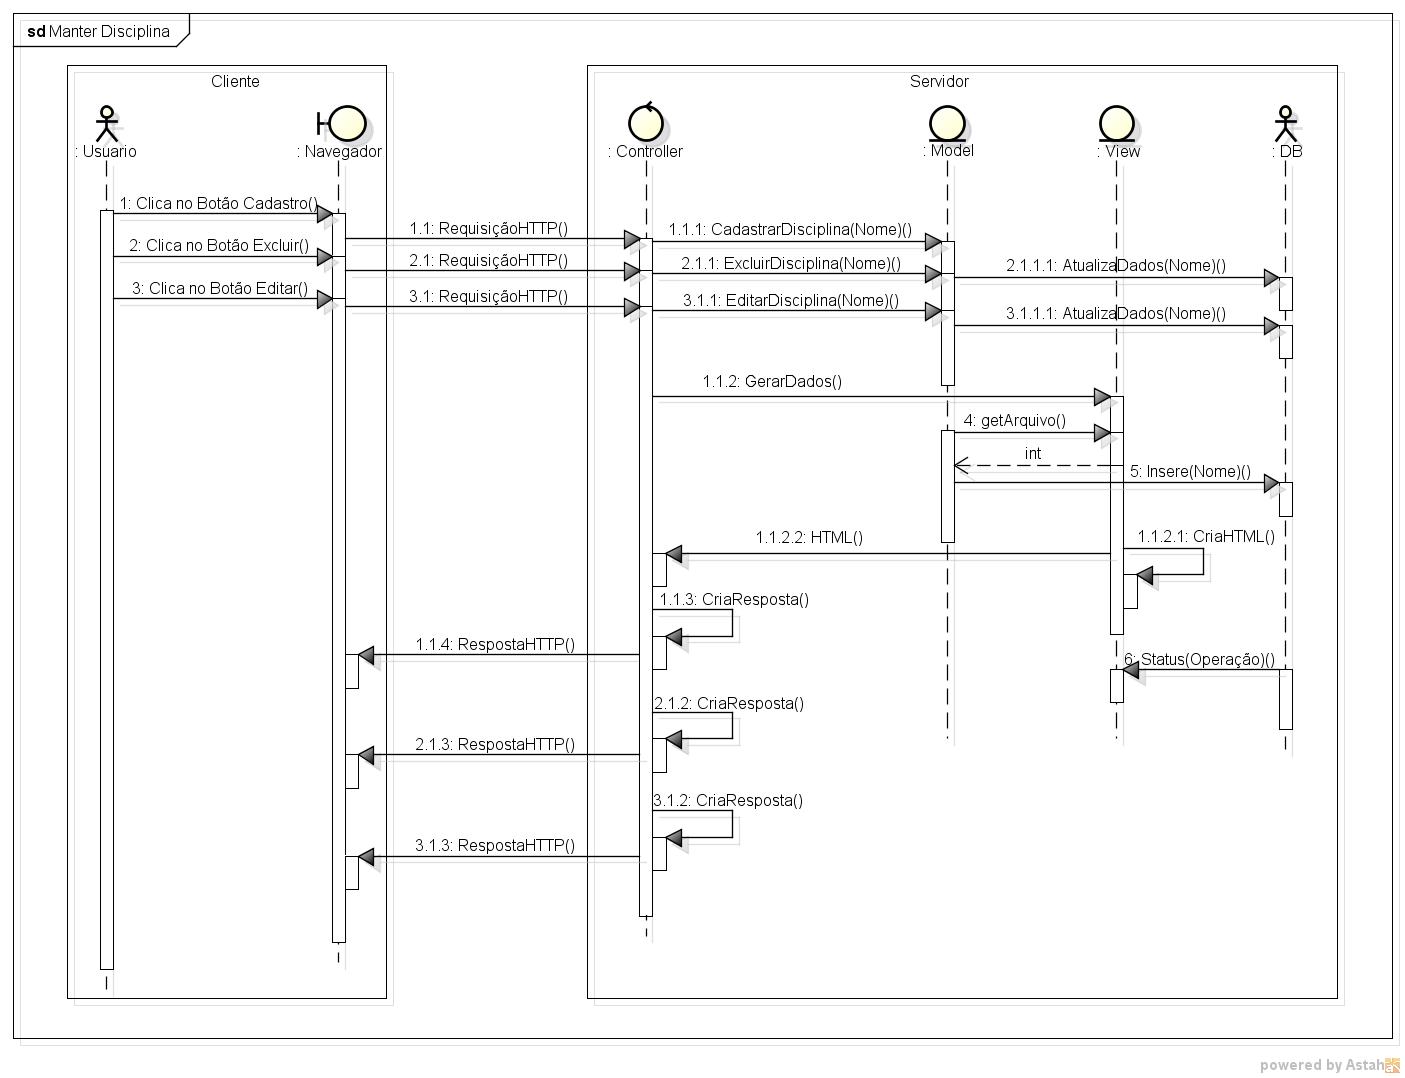 sd Manter Disciplina
Cliente
Servidor
: Usuario
: Navegador
: Controller
: Model
: View
: DB
1: Clica no Botão Cadastro()
1.1: RequisiçãoHTTP()
1.1.1: CadastrarDisciplina(Nome)()
2: Clica no Botão Excluir()
2.1: RequisiçãoHTTP()
2.1.1: ExcluirDisciplina(Nome)()
2.1.1.1: AtualizaDados(Nome)()
3: Clica no Botão Editar()
3.1: RequisiçãoHTTP()
3.1.1: EditarDisciplina(Nome)()
3.1.1.1: AtualizaDados(Nome)()
1.1.2: GerarDados()
4: getArquivo()
int
5: Insere(Nome)()
1.1.2.2: HTML()
1.1.2.1: CriaHTML()
1.1.3: CriaResposta()
1.1.4: RespostaHTTP()
6: Status(Operação)()
2.1.2: CriaResposta()
2.1.3: RespostaHTTP()
3.1.2: CriaResposta()
3.1.3: RespostaHTTP()
powered by Astah